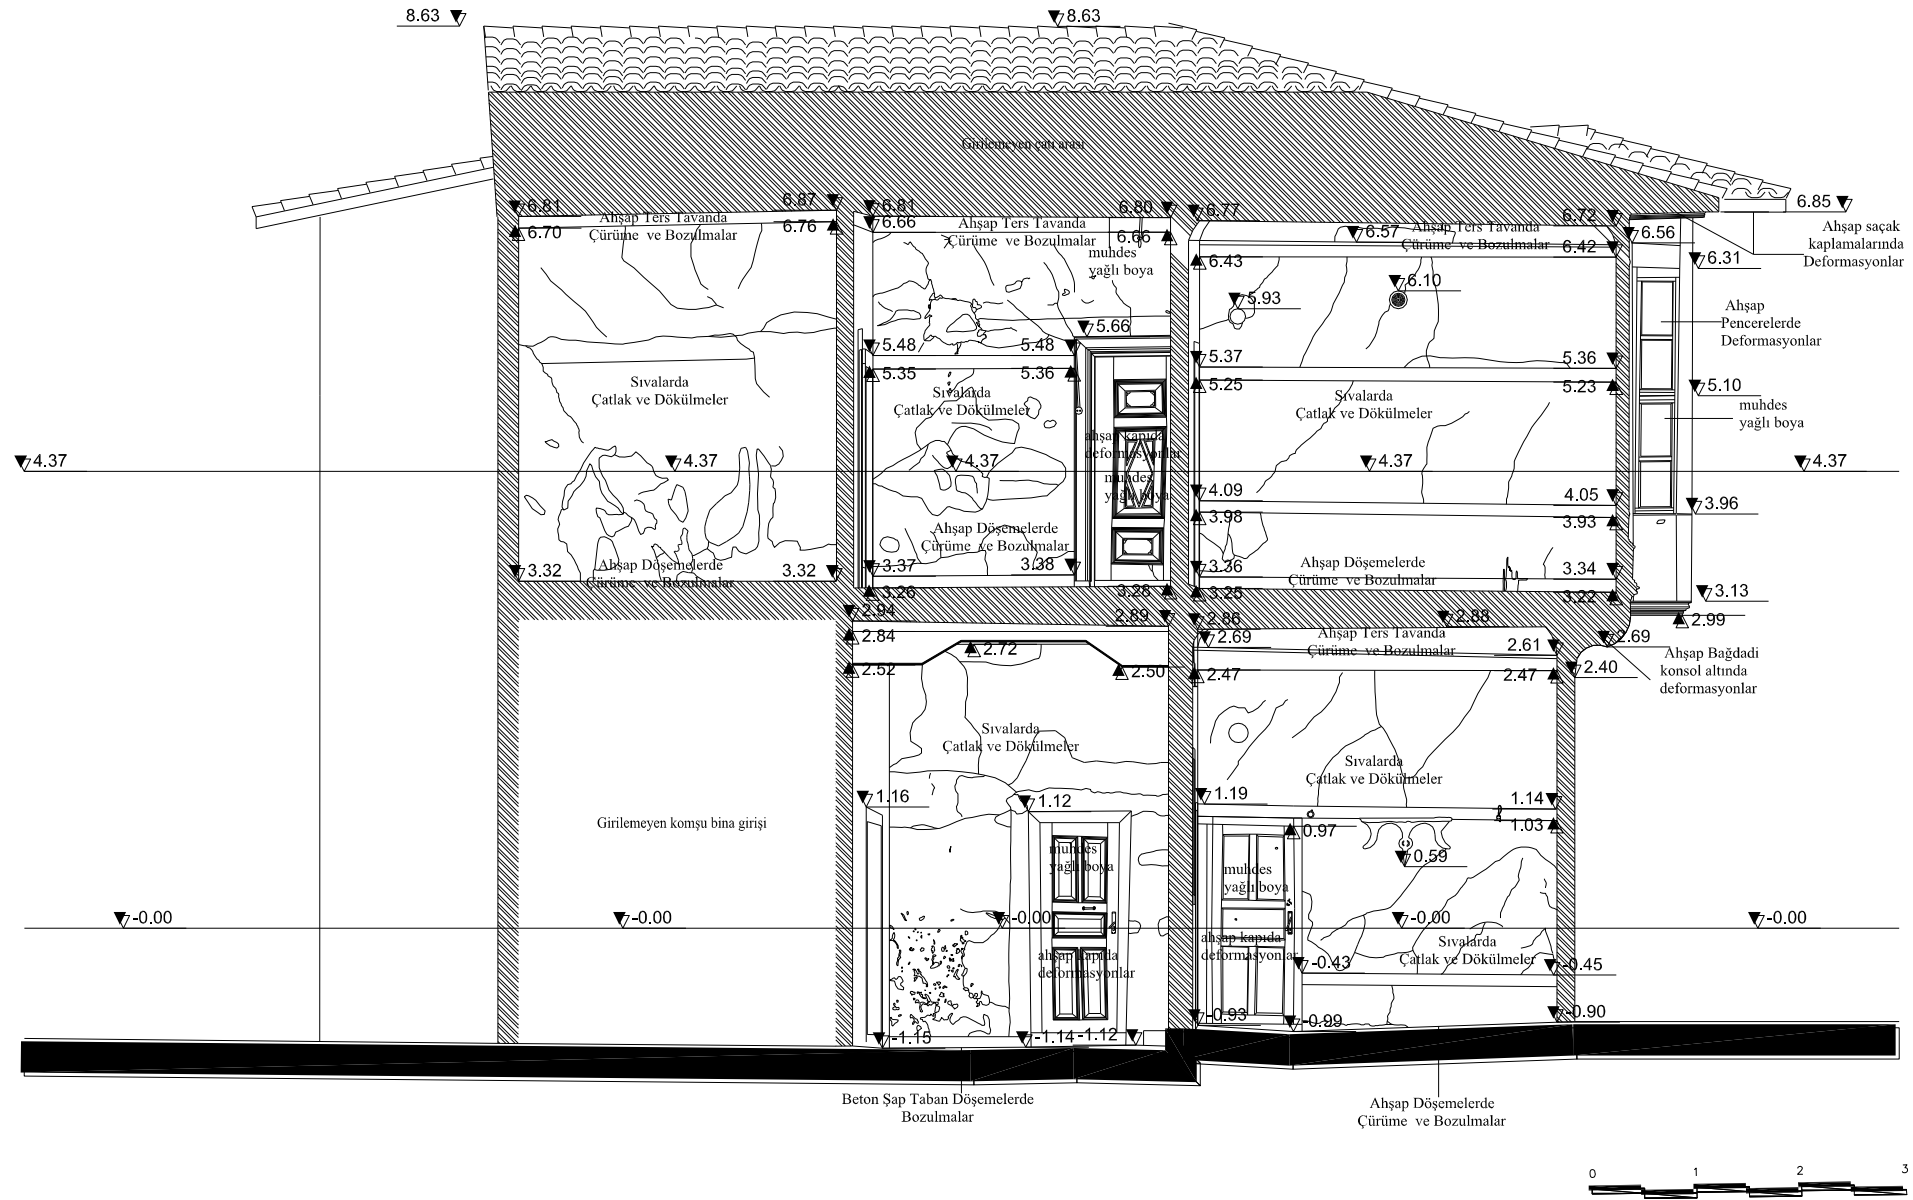 8.63
8.63
Girilemeyen çatı arası
6.81
6.87
6.81
6.80
6.77
6.72
6.85
Ahşap Ters Tavanda
Çürüme ve Bozulmalar
6.70
6.76
6.66
Ahşap Ters Tavanda
Çürüme ve Bozulmalar
6.66
muhdes
yağlı boya
6.57
Ahşap Ters Tavanda
Çürüme ve Bozulmalar
6.42
6.43
6.56
6.31
Ahşap saçak
kaplamalarında
Deformasyonlar
5.93
6.10
5.66
Ahşap
Pencerelerde
Deformasyonlar
5.48
5.48
5.35
5.36
5.37
5.36
5.25
5.23
5.10
Sıvalarda
Çatlak ve Dökülmeler
Sıvalarda
Çatlak ve Dökülmeler
Sıvalarda
Çatlak ve Dökülmeler
muhdes
yağlı boya
ahşap kapıda
deformasyonlar
muhdes
yağlı boya
4.37
4.37
4.37
4.37
4.37
4.09
4.05
3.98
3.93
3.96
Ahşap Döşemelerde
Çürüme ve Bozulmalar
Ahşap Döşemelerde
Çürüme ve Bozulmalar
Ahşap Döşemelerde
Çürüme ve Bozulmalar
3.32
3.32
3.37
3.38
3.36
3.34
3.26
3.28
3.25
3.22
3.13
2.94
2.89
2.86
2.88
2.99
2.84
2.72
2.69
Ahşap Ters Tavanda
Çürüme ve Bozulmalar
2.61
2.69
2.52
2.50
2.47
2.47
2.40
Ahşap Bağdadi
konsol altında
deformasyonlar
Sıvalarda
Çatlak ve Dökülmeler
Sıvalarda
Çatlak ve Dökülmeler
Girilemeyen komşu bina girişi
1.16
1.12
1.19
1.14
1.03
0.97
0.59
muhdes
yağlı boya
muhdes
yağlı boya
-0.00
-0.00
-0.00
-0.00
-0.00
ahşap kapıda
deformasyonlar
ahşap kapıda
deformasyonlar
Sıvalarda
Çatlak ve Dökülmeler
-0.43
-0.45
-0.93
-0.99
-0.90
-1.15
-1.14
-1.12
Beton Şap Taban Döşemelerde
Bozulmalar
Ahşap Döşemelerde
Çürüme ve Bozulmalar
0
1
2
3